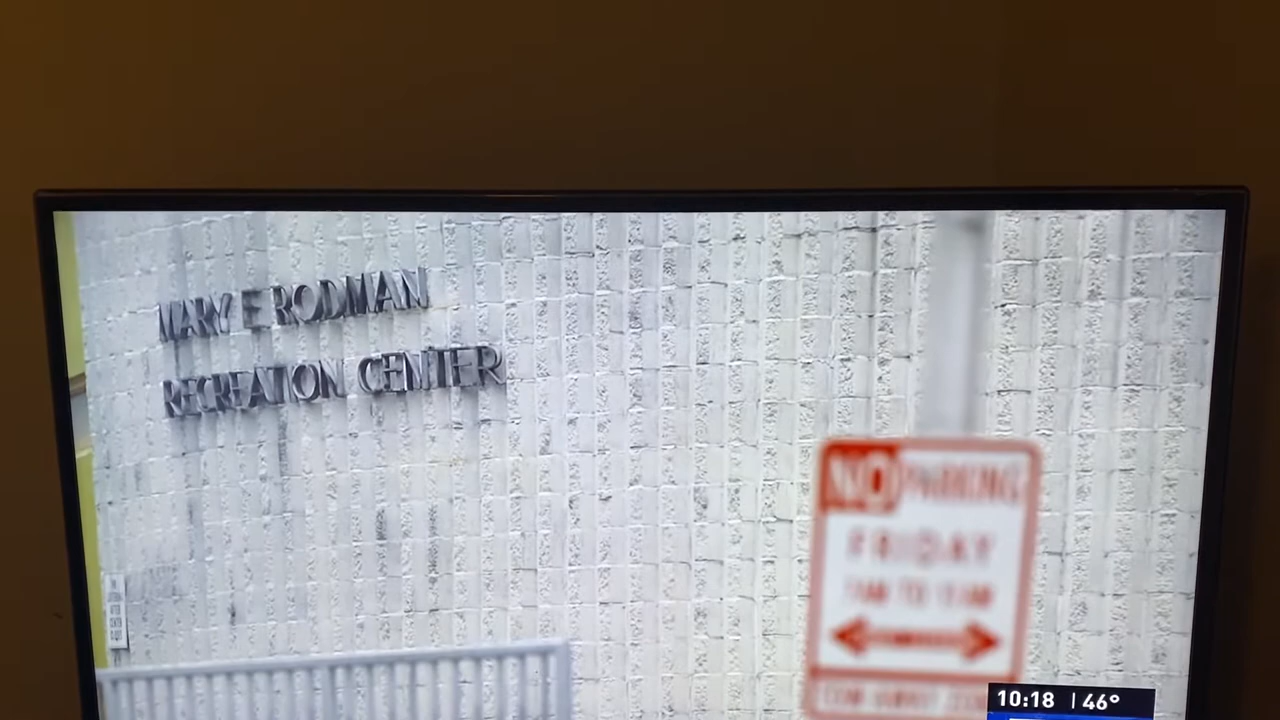 MARY E RODMAN
RECREATION CENTER
NO PARKING
FRIDAY
7AM TO 11AM
10:18 | 46°